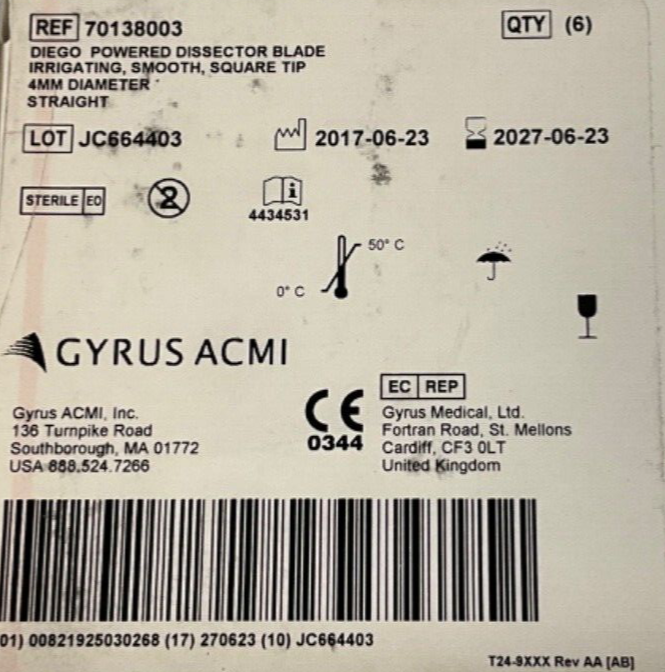 REF 70138003 QTY (6)
DIEGO POWERED DISSECTOR BLADE
IRRIGATING, SMOOTH, SQUARE TIP
4MM DIAMETER
STRAIGHT
LOT JC664403 2017-06-23 2027-06-23
STERILE EO 2 i
4434531
50° C
0° C
GYRUS ACMI
Gyrus ACMI, Inc.
136 Turnpike Road
Southborough, MA 01772
USA 888.524.7266
CE
0344
EC REP
Gyrus Medical, Ltd.
Fortran Road, St. Mellons
Cardiff, CF3 0LT
United Kingdom
01) 00821925030268 (17) 270623 (10) JC664403
T24-9XXX Rev AA [AB]